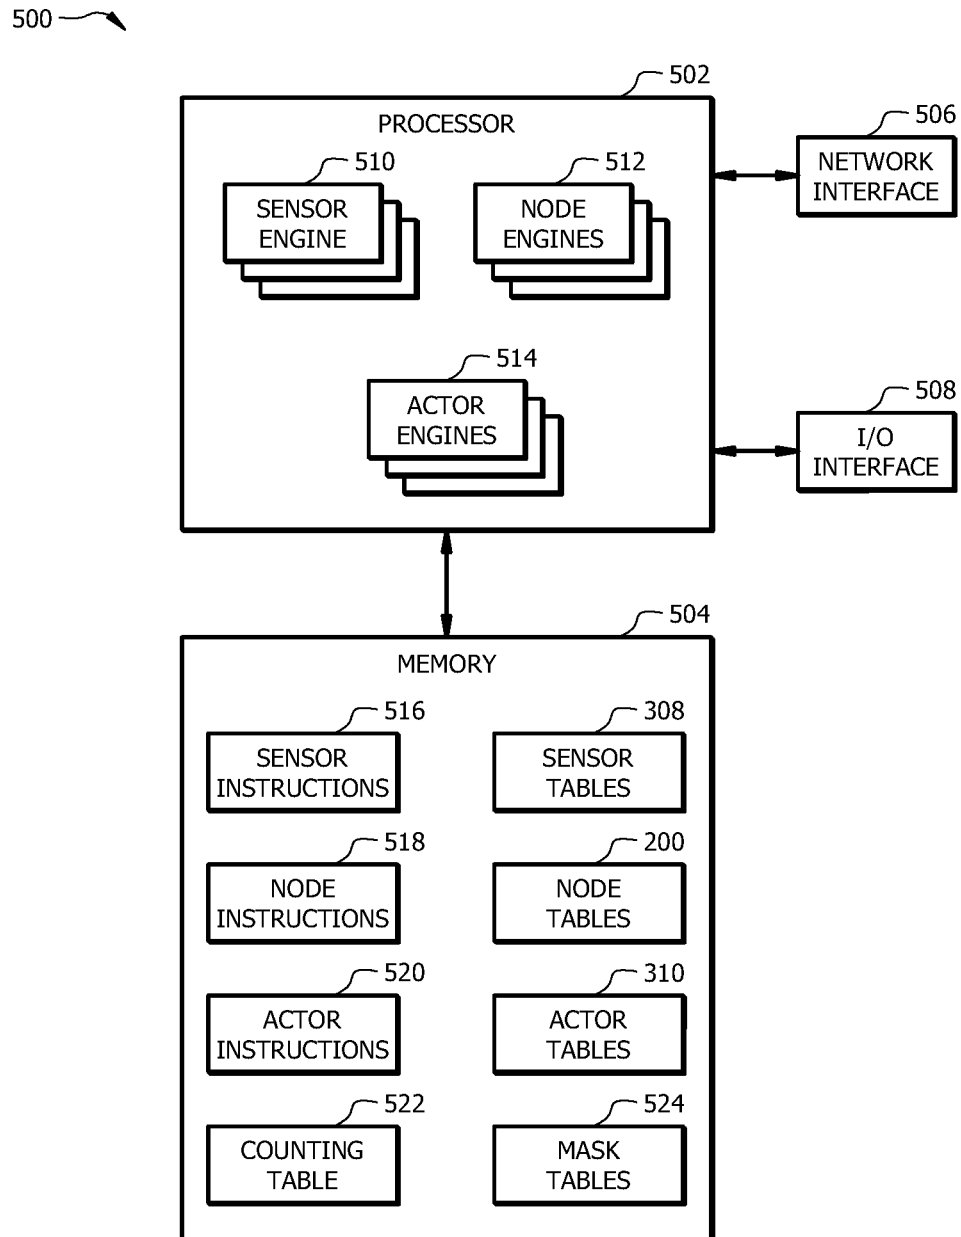 500
502
PROCESSOR
506
NETWORK
INTERFACE
510
SENSOR
ENGINE
512
NODE
ENGINES
514
ACTOR
ENGINES
508
I/O
INTERFACE
504
MEMORY
516
SENSOR
INSTRUCTIONS
308
SENSOR
TABLES
518
NODE
INSTRUCTIONS
200
NODE
TABLES
520
ACTOR
INSTRUCTIONS
310
ACTOR
TABLES
522
COUNTING
TABLE
524
MASK
TABLES